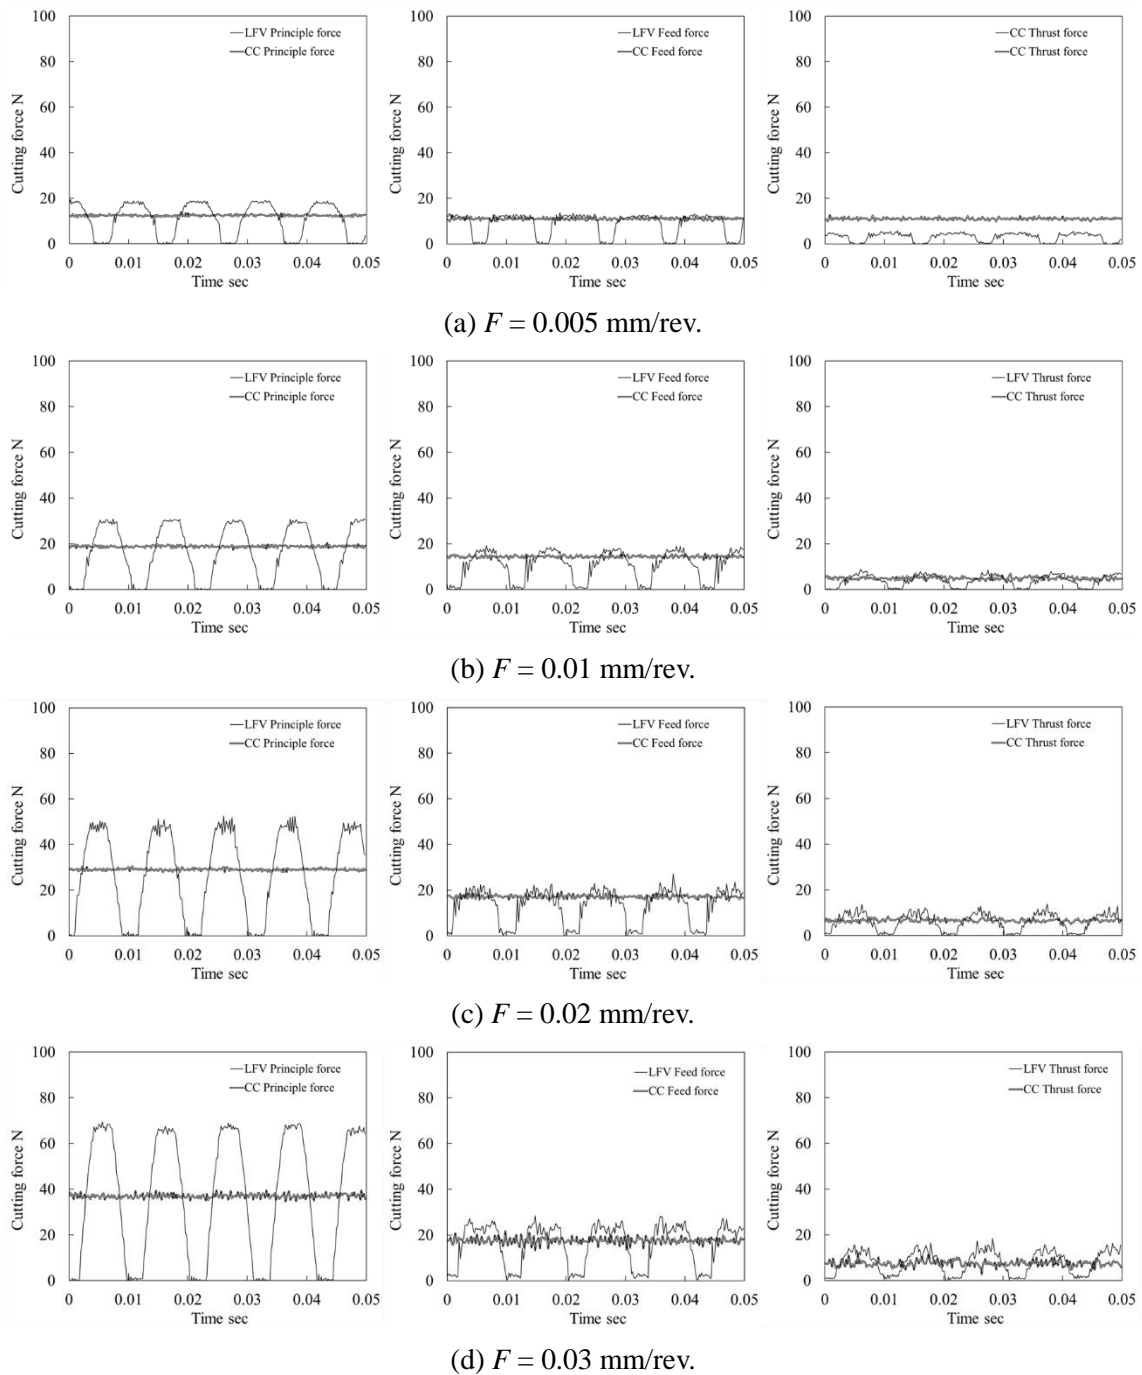 100
80
60
40
20
0
Cutting force N
LFV Principle force
CC Principle force
0 0.01 0.02 0.03 0.04 0.05
Time sec
100
80
60
40
20
0
Cutting force N
LFV Feed force
CC Feed force
0 0.01 0.02 0.03 0.04 0.05
Time sec
100
80
60
40
20
0
Cutting force N
CC Thrust force
CC Thrust force
0 0.01 0.02 0.03 0.04 0.05
Time sec
(a) F = 0.005 mm/rev.
100
80
60
40
20
0
Cutting force N
LFV Principle force
CC Principle force
0 0.01 0.02 0.03 0.04 0.05
Time sec
100
80
60
40
20
0
Cutting force N
LFV Feed force
CC Feed force
0 0.01 0.02 0.03 0.04 0.05
Time sec
100
80
60
40
20
0
Cutting force N
LFV Thrust force
CC Thrust force
0 0.01 0.02 0.03 0.04 0.05
Time sec
(b) F = 0.01 mm/rev.
100
80
60
40
20
0
Cutting force N
LFV Principle force
CC Principle force
0 0.01 0.02 0.03 0.04 0.05
Time sec
100
80
60
40
20
0
Cutting force N
LFV Feed force
CC Feed force
0 0.01 0.02 0.03 0.04 0.05
Time sec
100
80
60
40
20
0
Cutting force N
LFV Thrust force
CC Thrust force
0 0.01 0.02 0.03 0.04 0.05
Time sec
(c) F = 0.02 mm/rev.
100
80
60
40
20
0
Cutting force N
LFV Principle force
CC Principle force
0 0.01 0.02 0.03 0.04 0.05
Time sec
100
80
60
40
20
0
Cutting force N
LFV Feed force
CC Feed force
0 0.01 0.02 0.03 0.04 0.05
Time sec
100
80
60
40
20
0
Cutting force N
LFV Thrust force
CC Thrust force
0 0.01 0.02 0.03 0.04 0.05
Time sec
(d) F = 0.03 mm/rev.